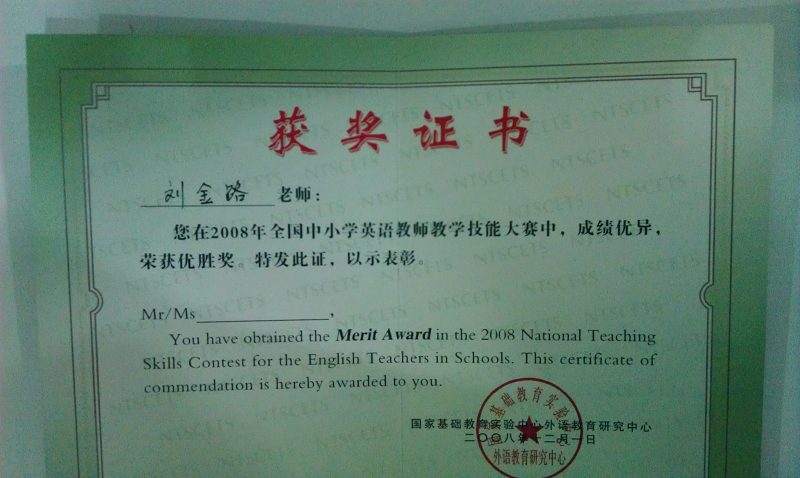 获奖证书
刘金路 老师：
您在2008年全国中小学英语教师教学技能大赛中，成绩优异，
荣获优胜奖。特发此证，以示表彰。
Mr/Ms_______________,
You have obtained the Merit Award in the 2008 National Teaching
Skills Contest for the English Teachers in Schools. This certificate of
commendation is hereby awarded to you.
国家基础教育实验中心外语教育研究中心
二〇〇八年十二月一日
外语教育研究中心
NTSCETS